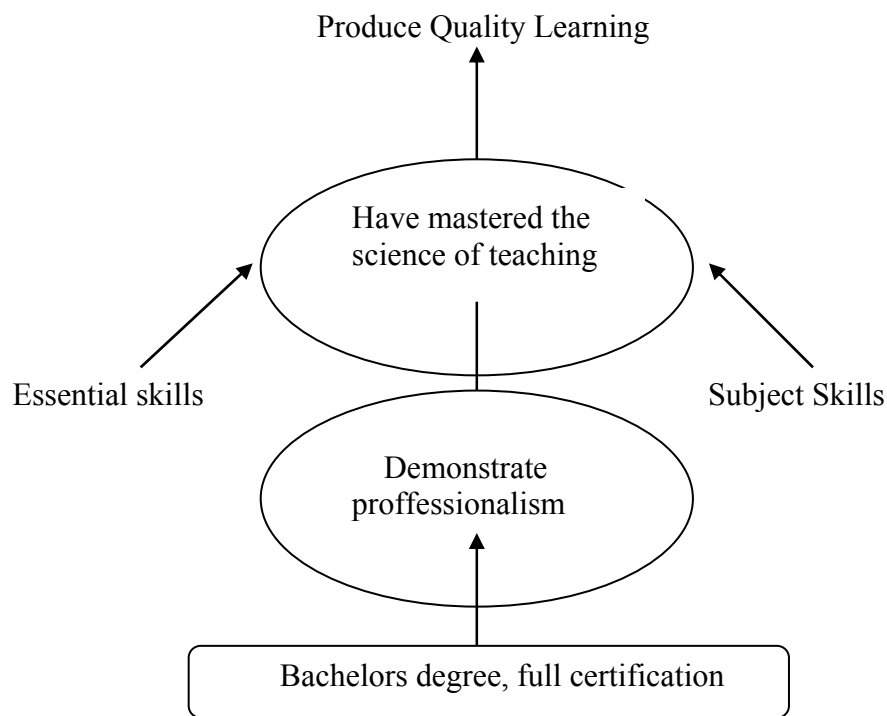 Produce Quality Learning
Have mastered the
science of teaching
Essential skills
Subject Skills
Demonstrate
proffessionalism
Bachelors degree, full certification